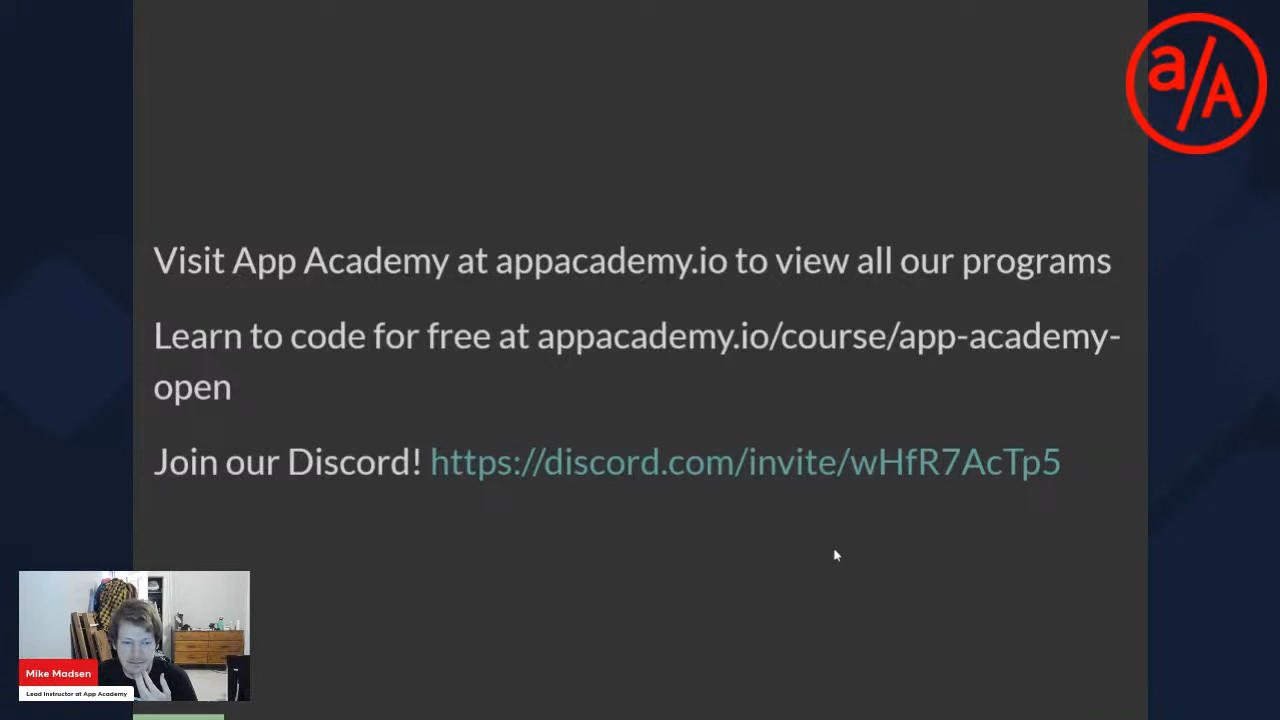 a/A
Visit App Academy at appacademy.io to view all our programs
Learn to code for free at appacademy.io/course/app-academy-
open
Join our Discord! https://discord.com/invite/wHfR7AcTp5
Mike Madsen
Lead Instructor at App Academy